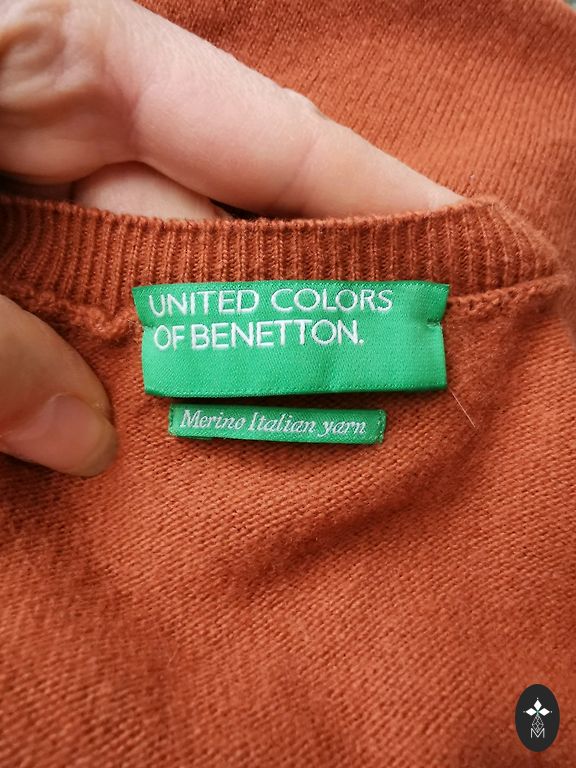 UNITED COLORS
OF BENETTON.
Merino Italian yarn